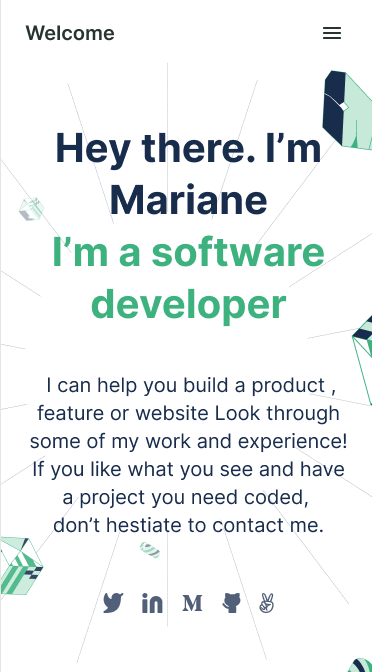 Welcome
Hey there. I’m
Mariane
I’m a software
developer
I can help you build a product ,
feature or website Look through
some of my work and experience!
If you like what you see and have
a project you need coded,
don’t hestiate to contact me.